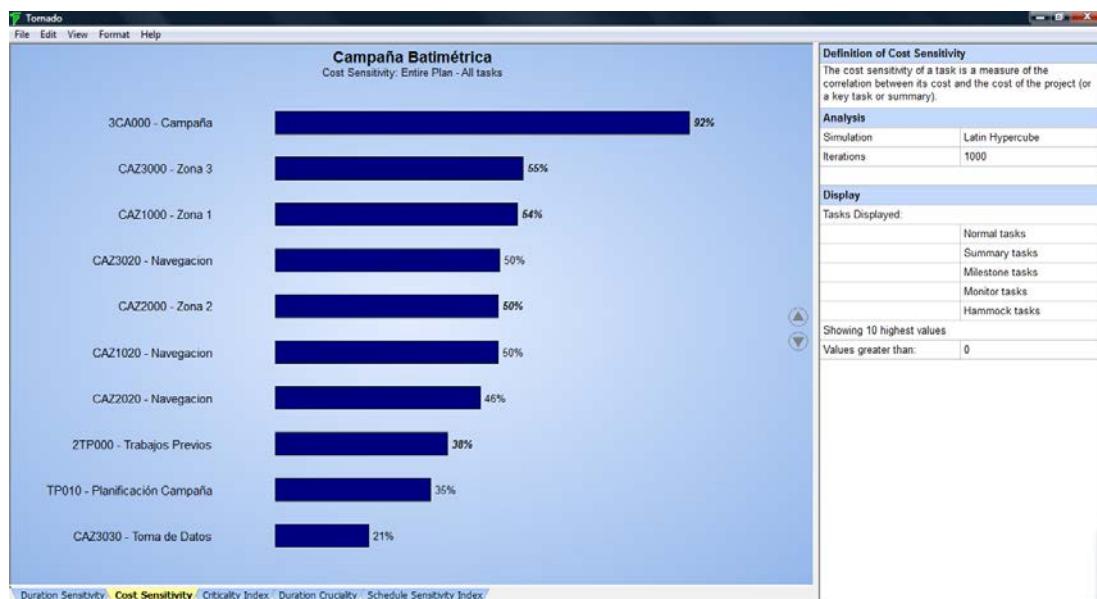 Tornado
File Edit View Format Help
Campaña Batimétrica
Cost Sensitivity: Entire Plan - All tasks
3CA000 - Campaña 92%
CAZ3000 - Zona 3 55%
CAZ1000 - Zona 1 54%
CAZ3020 - Navegacion 50%
CAZ2000 - Zona 2 50%
CAZ1020 - Navegacion 50%
CAZ2020 - Navegacion 46%
2TP000 - Trabajos Previos 38%
TP010 - Planificación Campaña 35%
CAZ3030 - Toma de Datos 21%
Definition of Cost Sensitivity
The cost sensitivity of a task is a measure of the
correlation between its cost and the cost of the project (or
a key task or summary).
Analysis
Simulation Latin Hypercube
Iterations 1000
Display
Tasks Displayed:
Normal tasks
Summary tasks
Milestone tasks
Monitor tasks
Hammock tasks
Showing 10 highest values
Values greater than: 0
Duration Sensitivity Cost Sensitivity Criticality Index Duration Cruciality Schedule Sensitivity Index